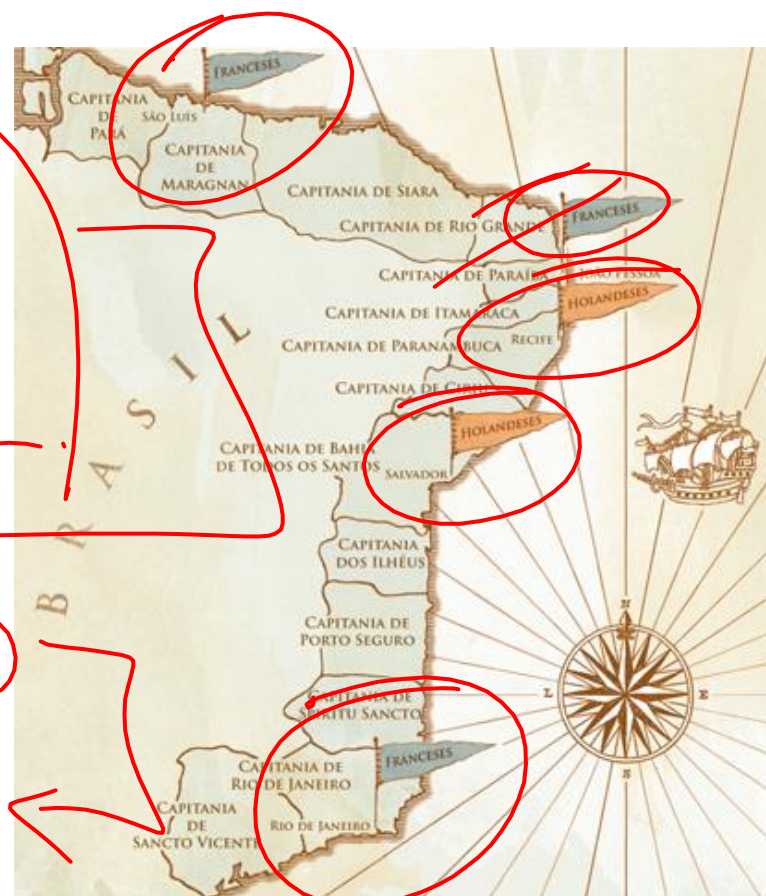 FRANCESES
CAPITANIA
DE
PARÁ
SÃO LUÍS
CAPITANIA
DE
MARAGNAN
CAPITANIA DE SIARA
FRANCESES
CAPITANIA DE RIO GRANDE
CAPITANIA DE PARAÍBA
JOÃO PESSOA
HOLANDESES
CAPITANIA DE ITAMARACA
CAPITANIA DE PARANAMBUCA
RECIFE
CAPITANIA DE
HOLANDESES
CAPITANIA DE BAHIA
DE TODOS OS SANTOS
SALVADOR
BRASIL
CAPITANIA
DOS ILHÉUS
CAPITANIA DE
PORTO SEGURO
N
L
E
S
CAPITANIA DE
SPIRITU SANCTO
FRANCESES
CAPITANIA DE
RIO DE JANEIRO
RIO DE JANEIRO
CAPITANIA
DE
SANCTO VICENTE